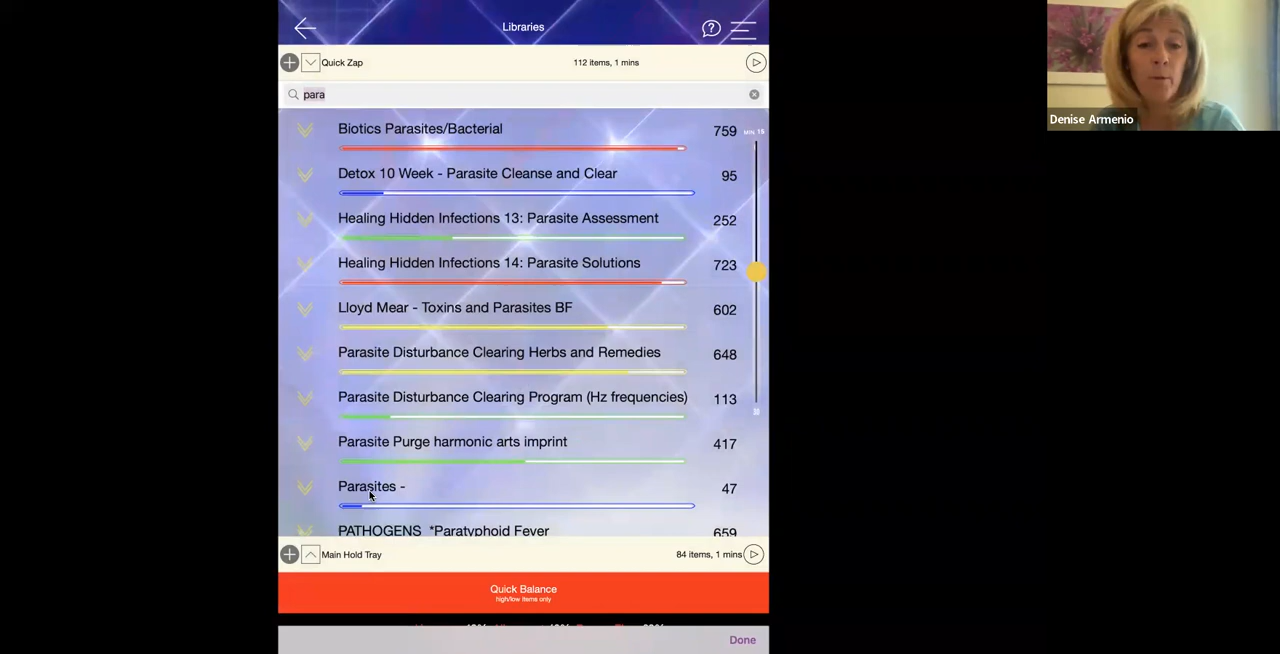 Libraries
Quick Zap 112 items, 1 mins
para
Biotics Parasites/Bacterial 759
MIN 15
Detox 10 Week - Parasite Cleanse and Clear 95
Healing Hidden Infections 13: Parasite Assessment 252
Healing Hidden Infections 14: Parasite Solutions 723
Lloyd Mear - Toxins and Parasites BF 602
Parasite Disturbance Clearing Herbs and Remedies 648
Parasite Disturbance Clearing Program (Hz frequencies) 113
Parasite Purge harmonic arts imprint 417
Parasites - 47
PATHOGENS *Paratyphoid Fever 659
Main Hold Tray 84 items, 1 mins
Quick Balance
high/low items only
Done
Denise Armenio